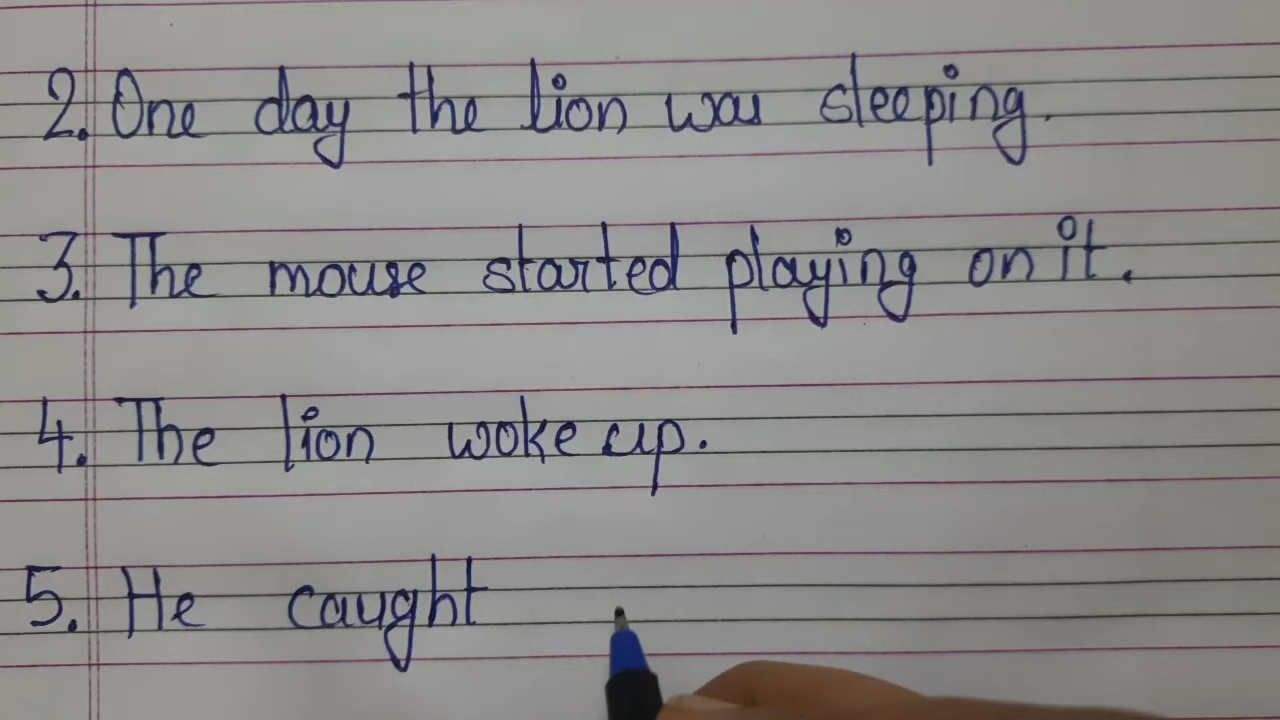 2. One day the lion was sleeping.
3. The mouse started playing on it.
4. The lion woke up.
5. He caught